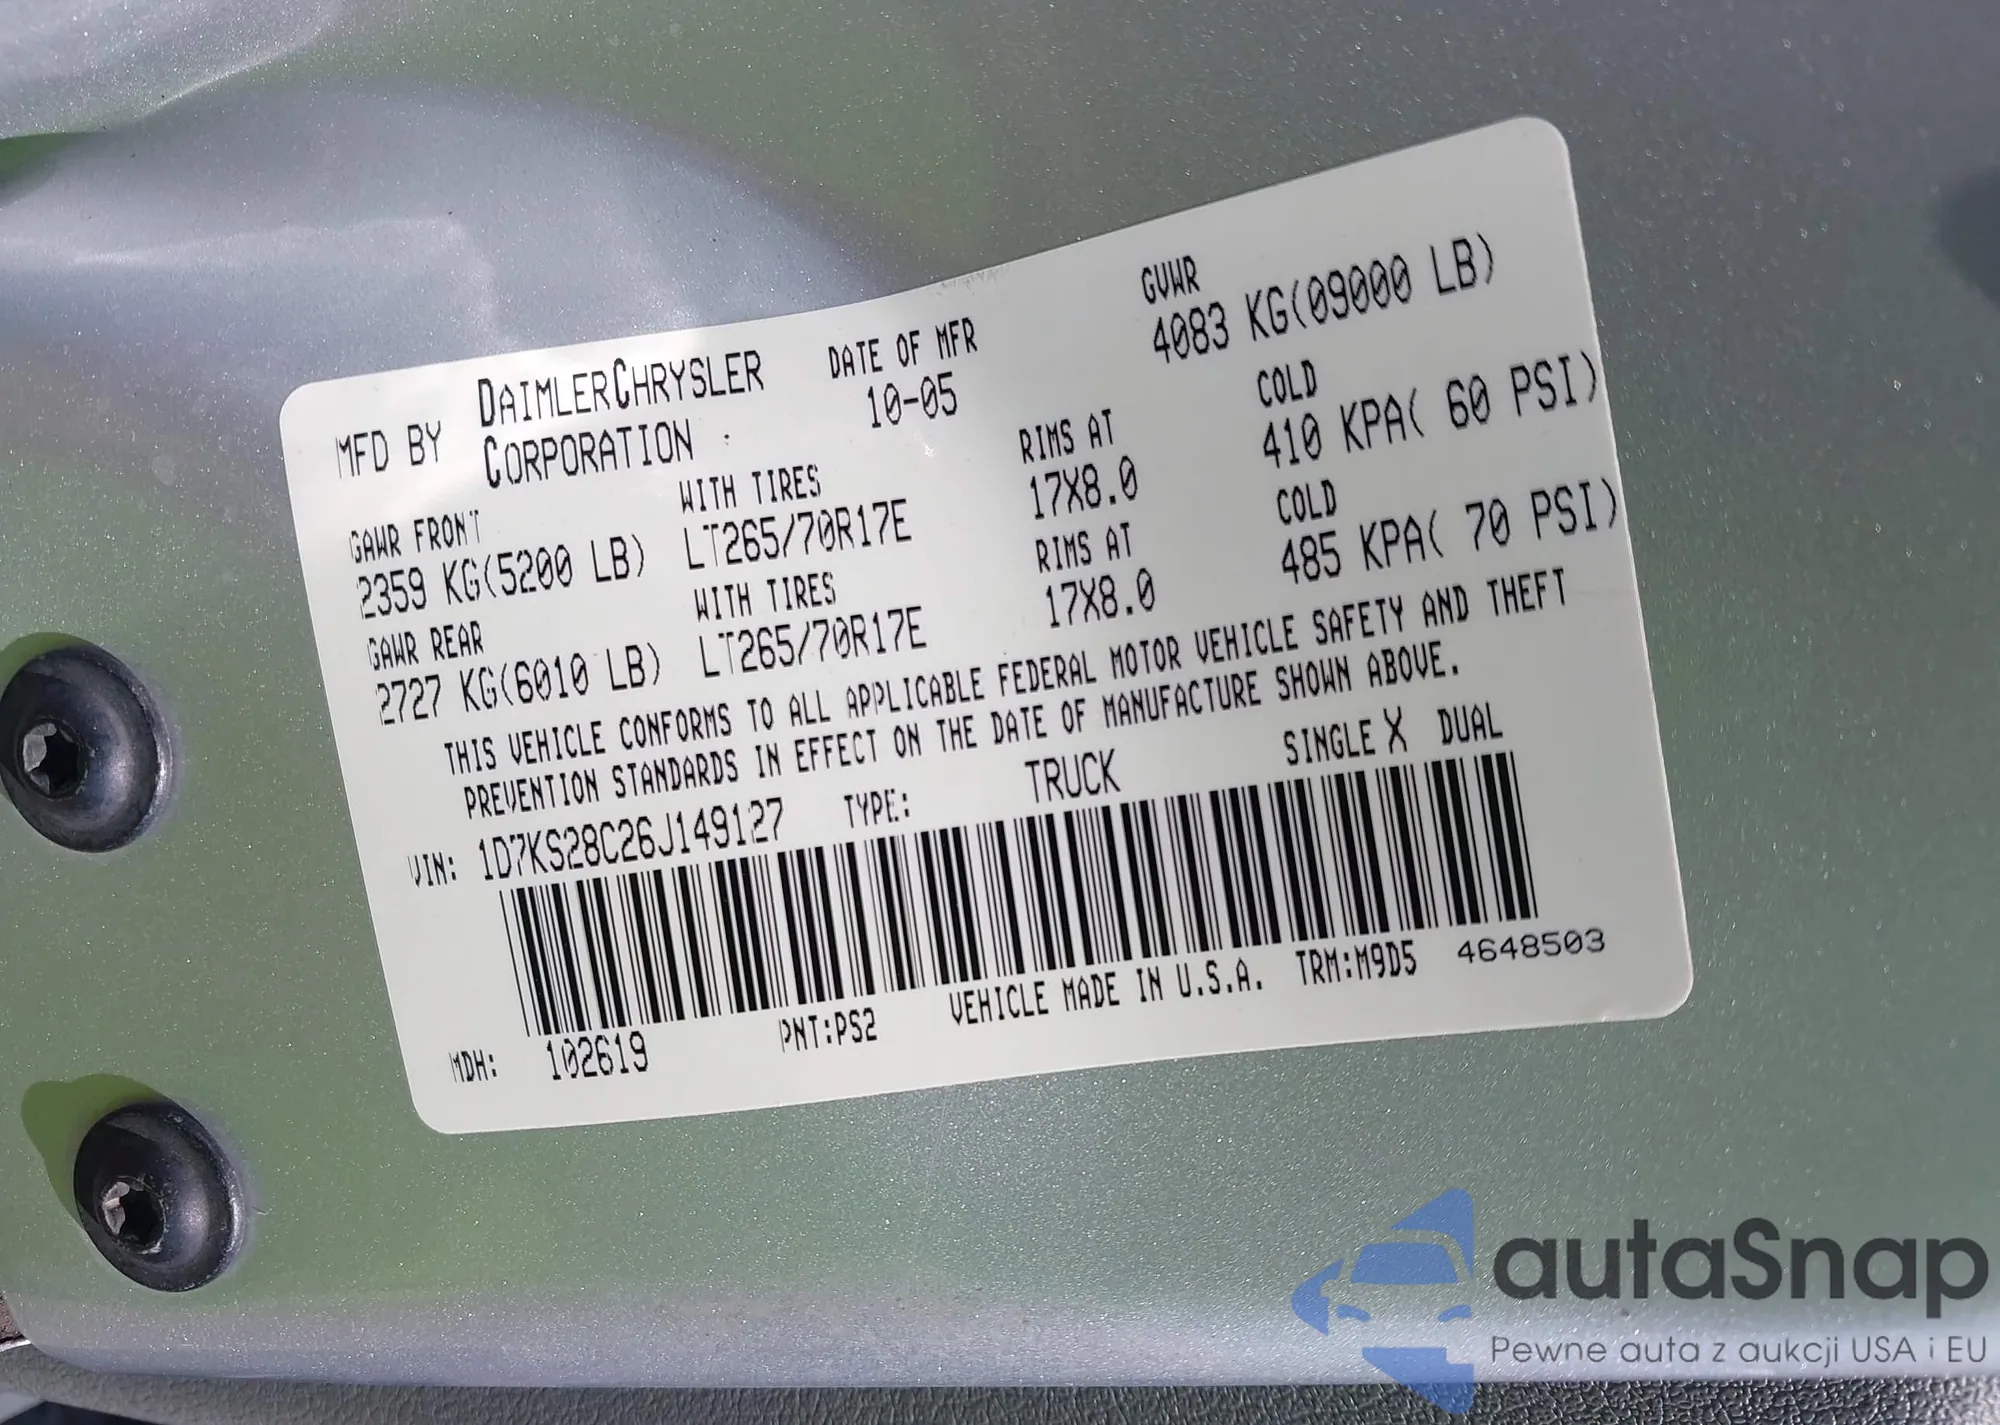 MFD BY DAIMLERCHRYSLER CORPORATION
DATE OF MFR 10-05
GVWR 4083 KG(09000 LB)
GAWR FRONT WITH TIRES RIMS AT COLD
2359 KG(5200 LB) LT265/70R17E 17X8.0 410 KPA( 60 PSI)
GAWR REAR WITH TIRES RIMS AT COLD
2727 KG(6010 LB) LT265/70R17E 17X8.0 485 KPA( 70 PSI)
THIS VEHICLE CONFORMS TO ALL APPLICABLE FEDERAL MOTOR VEHICLE SAFETY AND THEFT
PREVENTION STANDARDS IN EFFECT ON THE DATE OF MANUFACTURE SHOWN ABOVE.
VIN: 1D7KS28C26J149127 TYPE: TRUCK SINGLE X DUAL
MDH: 102619 PNT:PS2 VEHICLE MADE IN U.S.A. TRM:M9D5 4648503
autaSnap
Pewne auta z aukcji USA i EU